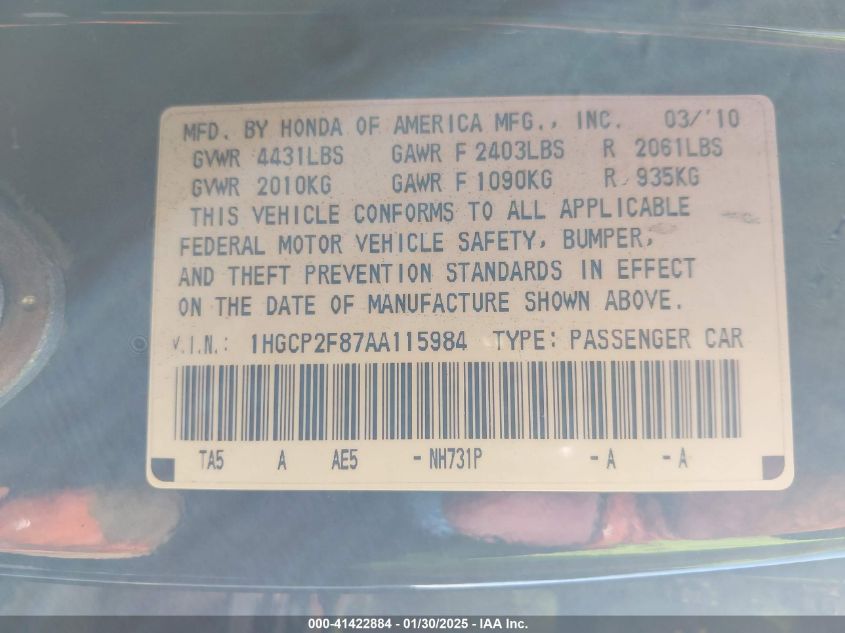 MFD. BY HONDA OF AMERICA MFG., INC. 03/'10
GVWR 4431LBS GAWR F 2403LBS R 2061LBS
GVWR 2010KG GAWR F 1090KG R 935KG
THIS VEHICLE CONFORMS TO ALL APPLICABLE
FEDERAL MOTOR VEHICLE SAFETY, BUMPER,
AND THEFT PREVENTION STANDARDS IN EFFECT
ON THE DATE OF MANUFACTURE SHOWN ABOVE.
V.I.N.: 1HGCP2F87AA115984 TYPE: PASSENGER CAR
TA5 A AE5 -NH731P -A -A
000-41422884 - 01/30/2025 - IAA Inc.